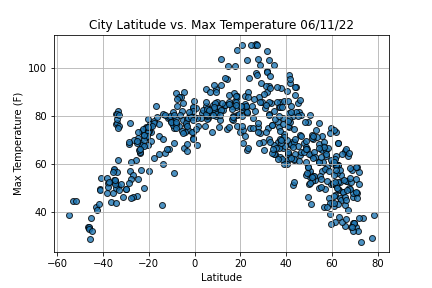 City Latitude vs. Max Temperature 06/11/22
Max Temperature (F)
100
80
60
40
−60 −40 −20 0 20 40 60 80
Latitude